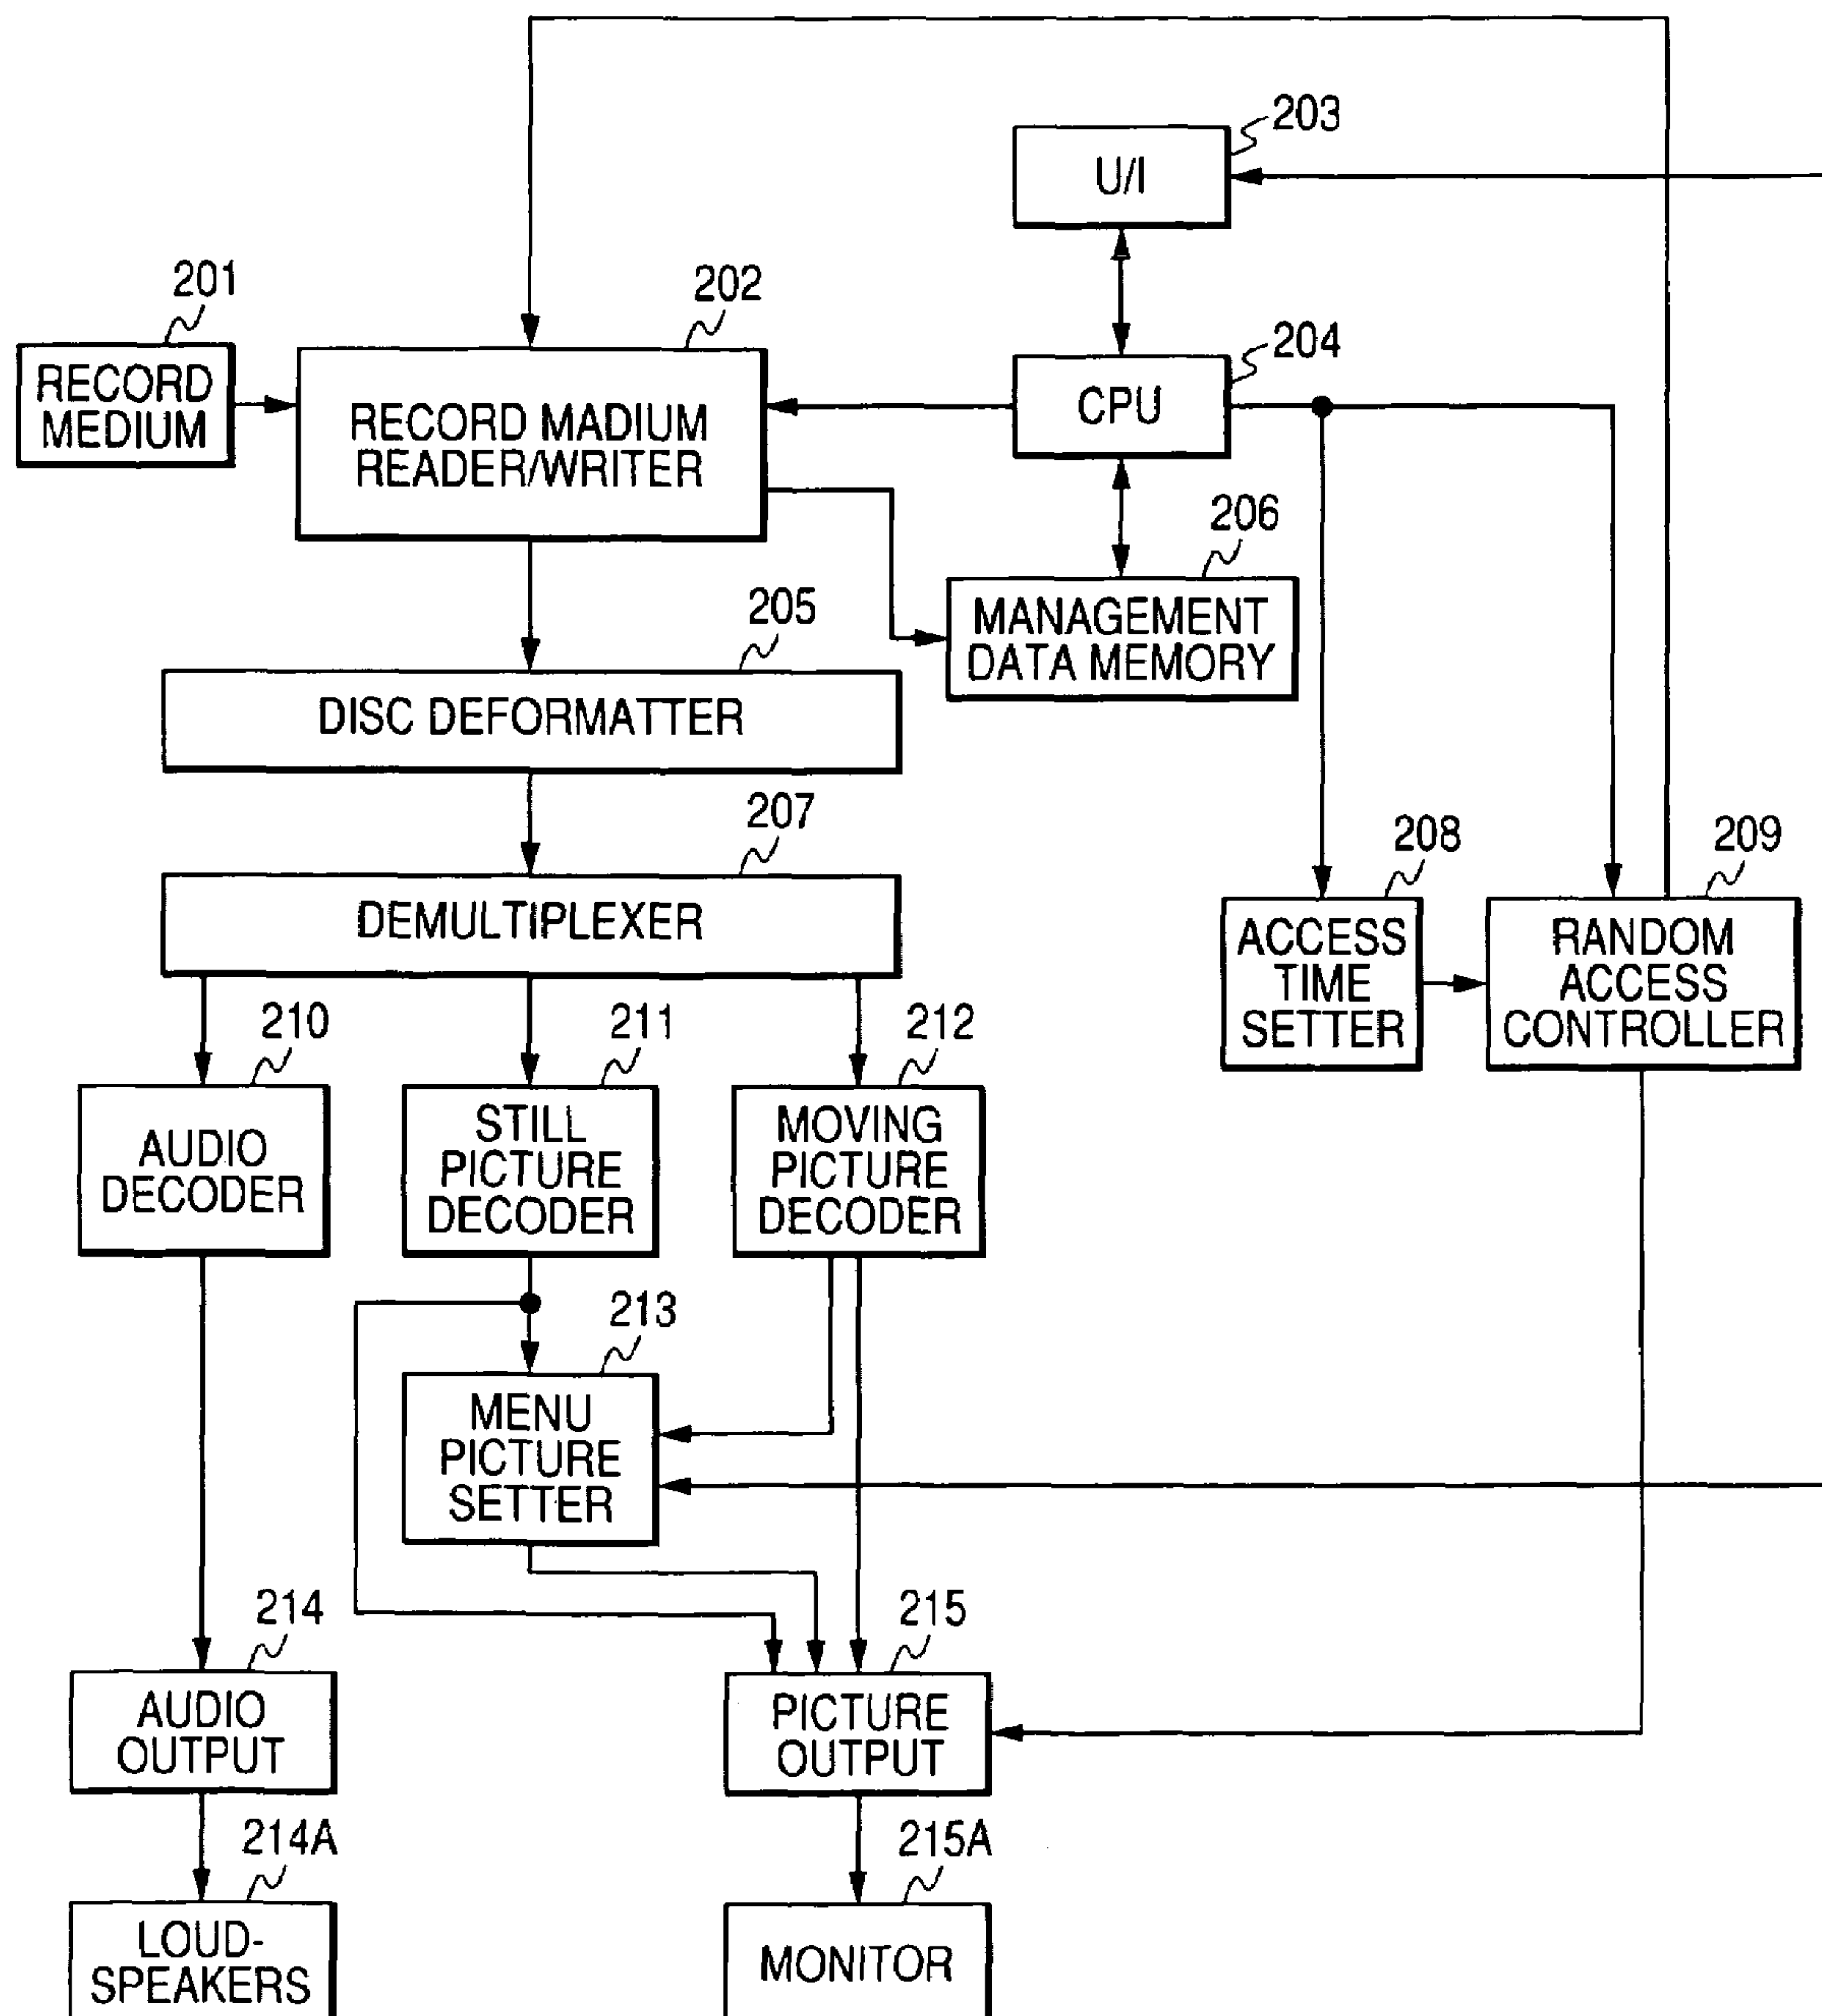 203
U/I
201
RECORD
MEDIUM
202
RECORD MADIUM
READER/WRITER
204
CPU
206
MANAGEMENT
DATA MEMORY
205
DISC DEFORMATTER
207
DEMULTIPLEXER
208
ACCESS
TIME
SETTER
209
RANDOM
ACCESS
CONTROLLER
210
AUDIO
DECODER
211
STILL
PICTURE
DECODER
212
MOVING
PICTURE
DECODER
213
MENU
PICTURE
SETTER
214
AUDIO
OUTPUT
215
PICTURE
OUTPUT
214A
LOUD-
SPEAKERS
215A
MONITOR